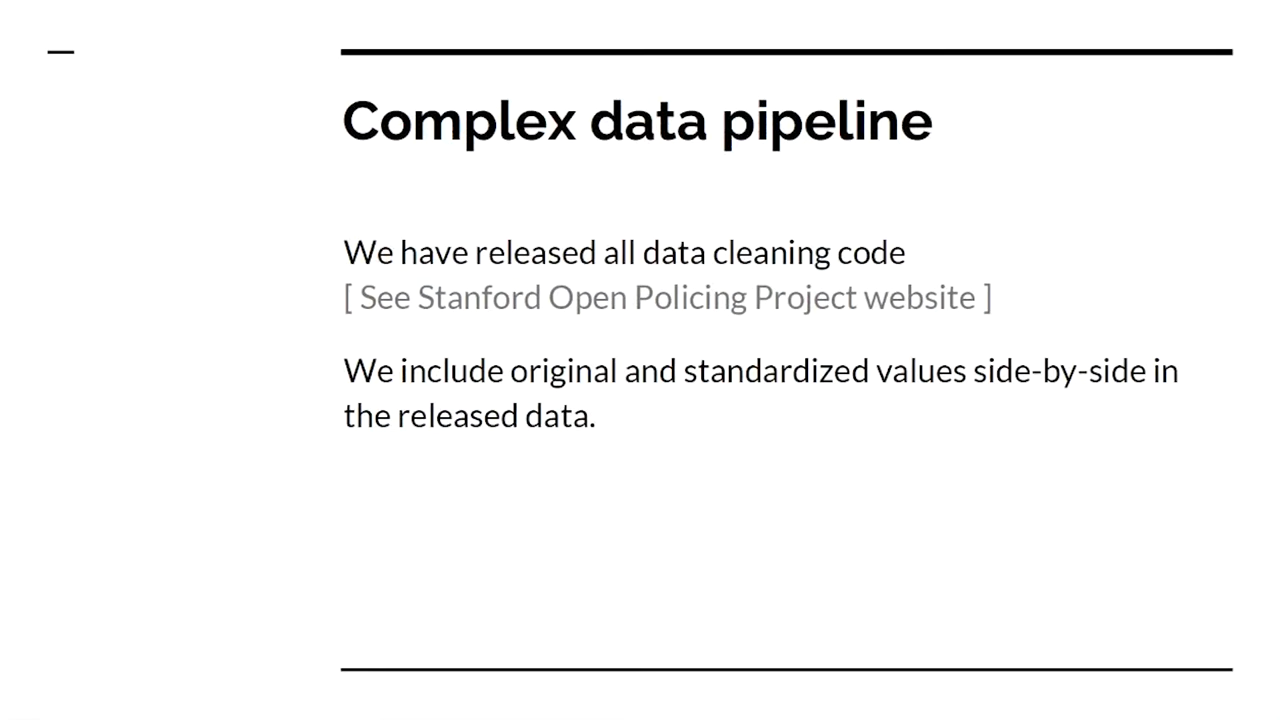 Complex data pipeline
We have released all data cleaning code
[ See Stanford Open Policing Project website ]
We include original and standardized values side-by-side in
the released data.